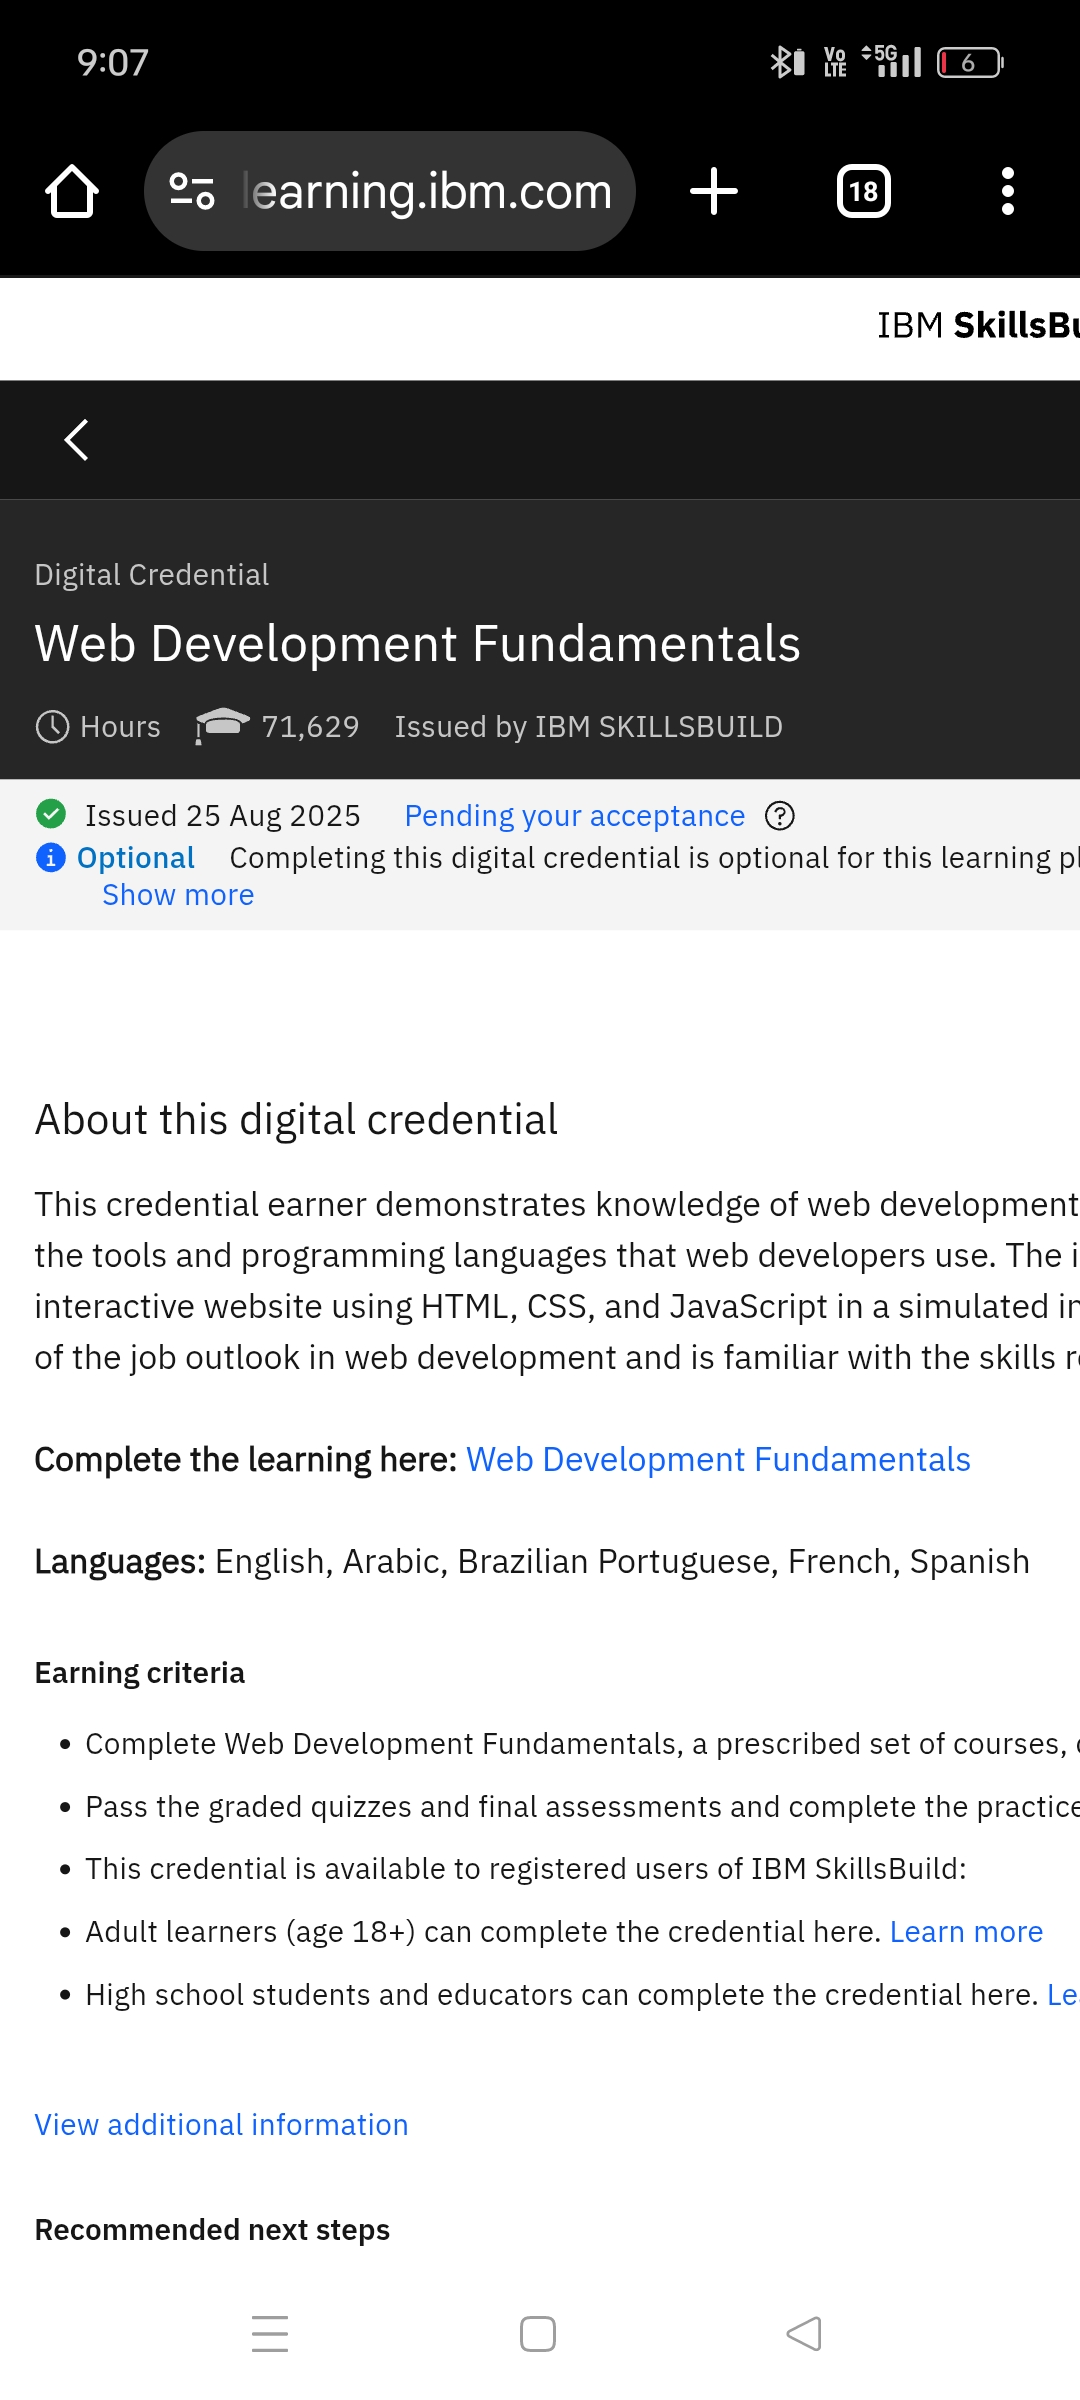 9:07
Vo LTE 5G 6
learning.ibm.com
18
IBM SkillsBu
Digital Credential
Web Development Fundamentals
Hours 71,629 Issued by IBM SKILLSBUILD
Issued 25 Aug 2025 Pending your acceptance
Optional Completing this digital credential is optional for this learning pl
Show more
About this digital credential
This credential earner demonstrates knowledge of web development
the tools and programming languages that web developers use. The i
interactive website using HTML, CSS, and JavaScript in a simulated in
of the job outlook in web development and is familiar with the skills re
Complete the learning here: Web Development Fundamentals
Languages: English, Arabic, Brazilian Portuguese, French, Spanish
Earning criteria
• Complete Web Development Fundamentals, a prescribed set of courses,
• Pass the graded quizzes and final assessments and complete the practice
• This credential is available to registered users of IBM SkillsBuild:
• Adult learners (age 18+) can complete the credential here. Learn more
• High school students and educators can complete the credential here. Le
View additional information
Recommended next steps